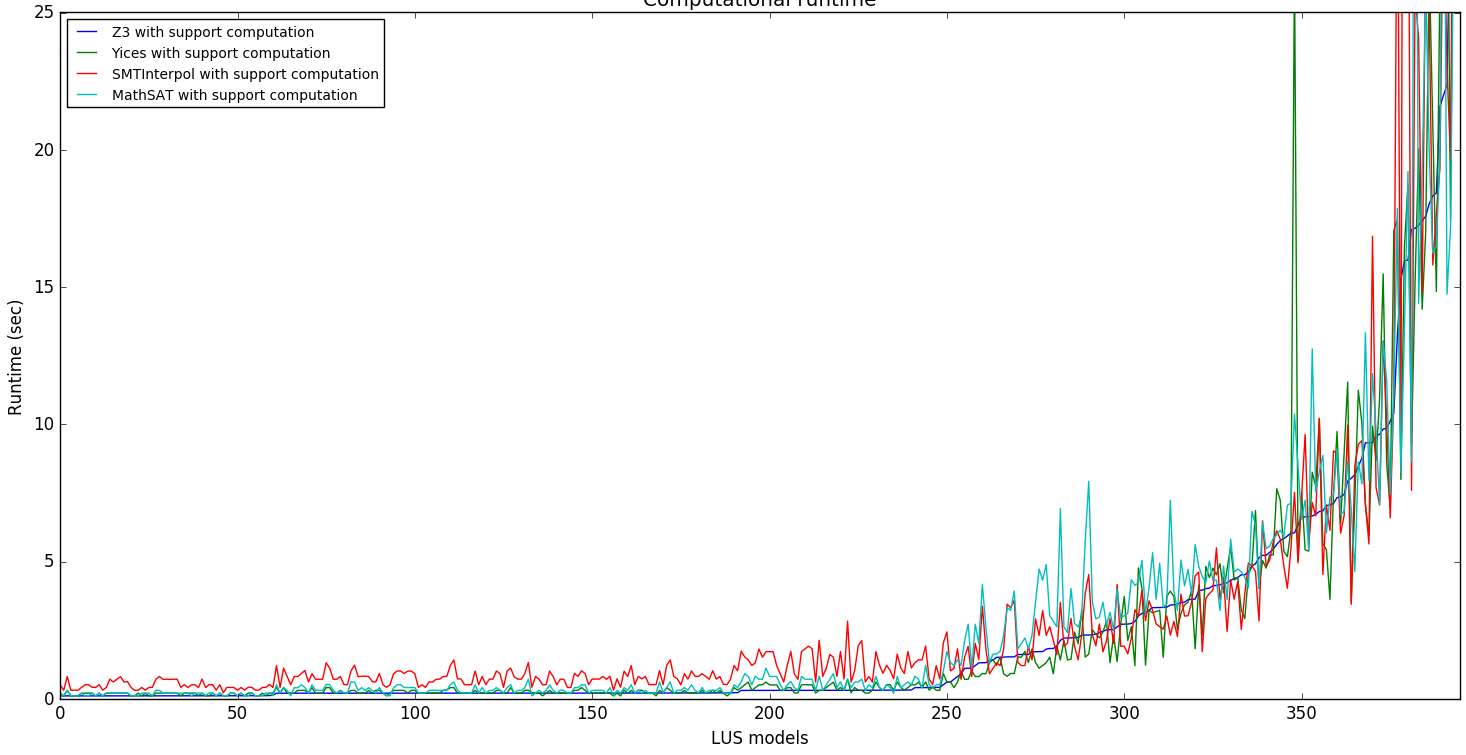 Computational runtime
25
20
15
10
5
0
Z3 with support computation
Yices with support computation
SMTInterpol with support computation
MathSAT with support computation
Runtime (sec)
0 50 100 150 200 250 300 350
LUS models